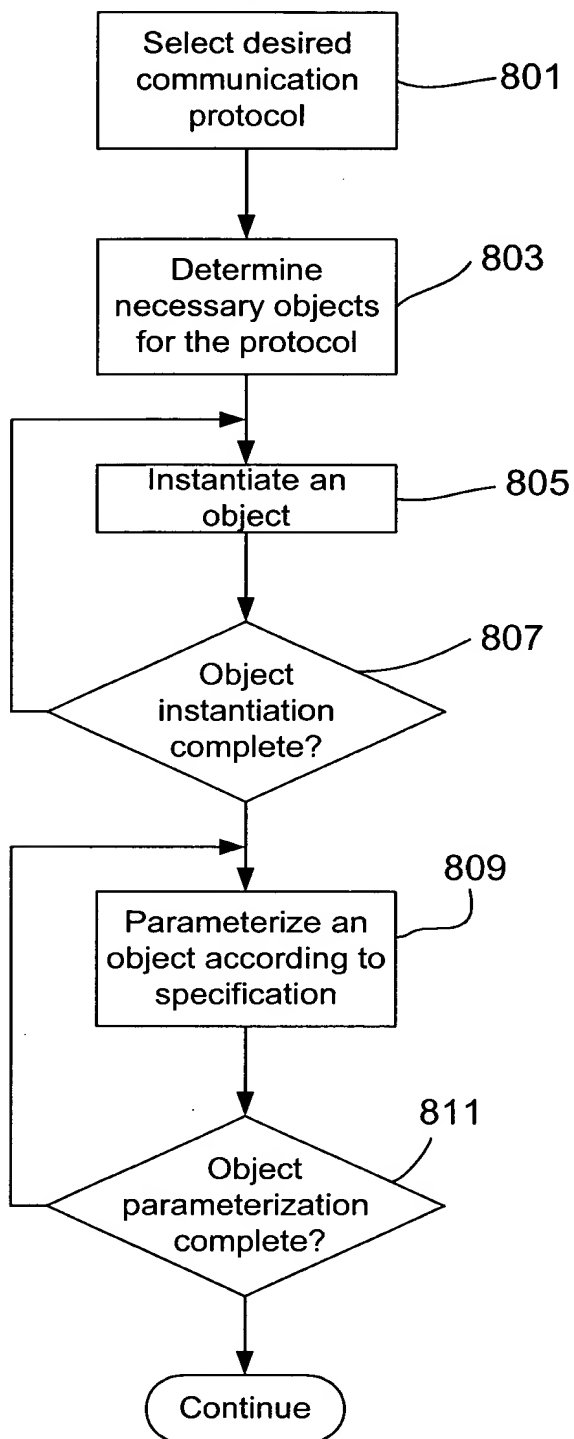 Select desired
communication
protocol
801
Determine
necessary objects
for the protocol
803
Instantiate an
object
805
Object
instantiation
complete?
807
Parameterize an
object according to
specification
809
Object
parameterization
complete?
811
Continue